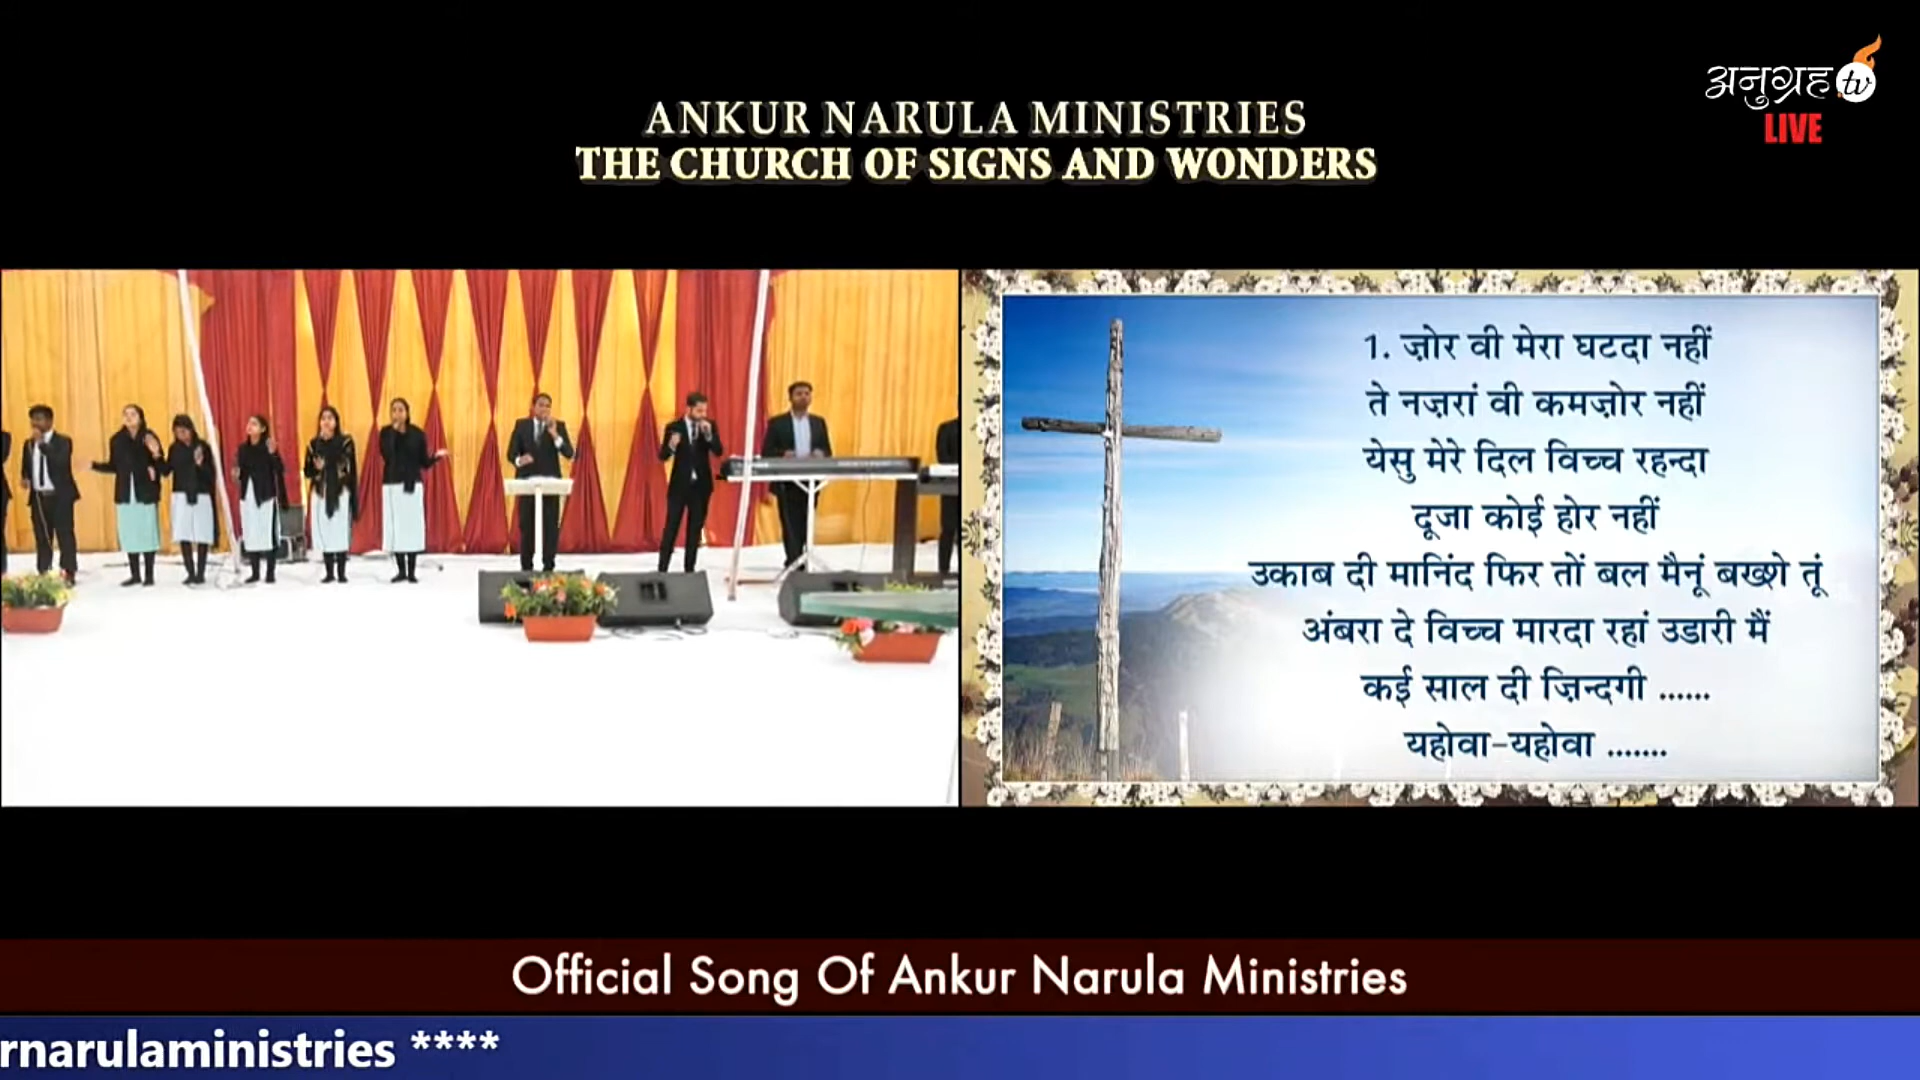 ANKUR NARULA MINISTRIES
THE CHURCH OF SIGNS AND WONDERS
अनुग्रह tv
LIVE
1. ज़ोर वी मेरा घटदा नहीं
ते नज़रां वी कमज़ोर नहीं
येसु मेरे दिल विच्च रहन्दा
दूजा कोई होर नहीं
उकाब दी मानिंद फिर तों बल मैनूं बख्शे तूं
अंबरा दे विच्च मारदा रहां उडारी मैं
कई साल दी ज़िन्दगी ......
यहोवा-यहोवा .......
Official Song Of Ankur Narula Ministries
rnarulaministries ****